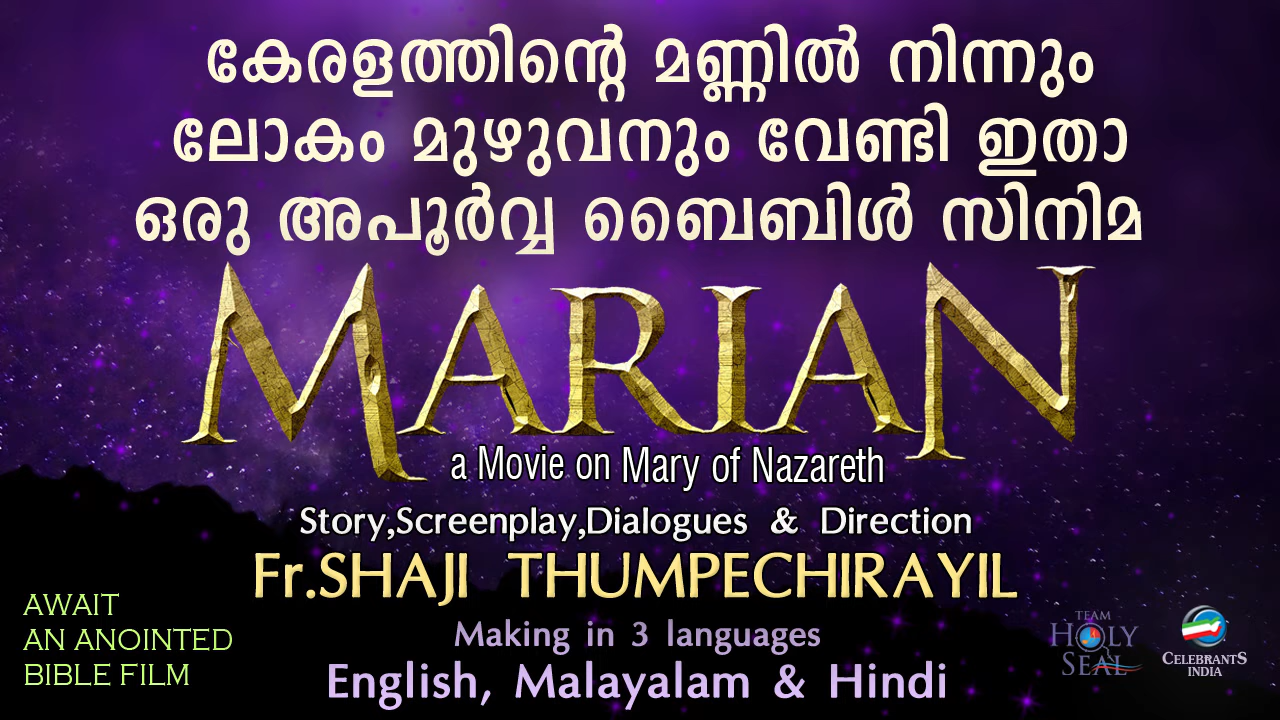 കേരളത്തിന്റെ മണ്ണിൽ നിന്നും
ലോകം മുഴുവനും വേണ്ടി ഇതാ
ഒരു അപൂർവ്വ ബൈബിൾ സിനിമ
MARIAN
a Movie on Mary of Nazareth
Story,Screenplay,Dialogues & Direction
Fr.SHAJI THUMPECHIRAYIL
AWAIT
AN ANOINTED
BIBLE FILM
Making in 3 languages
English, Malayalam & Hindi
TEAM
HOLY
SEAL
CELEBRANTS
INDIA